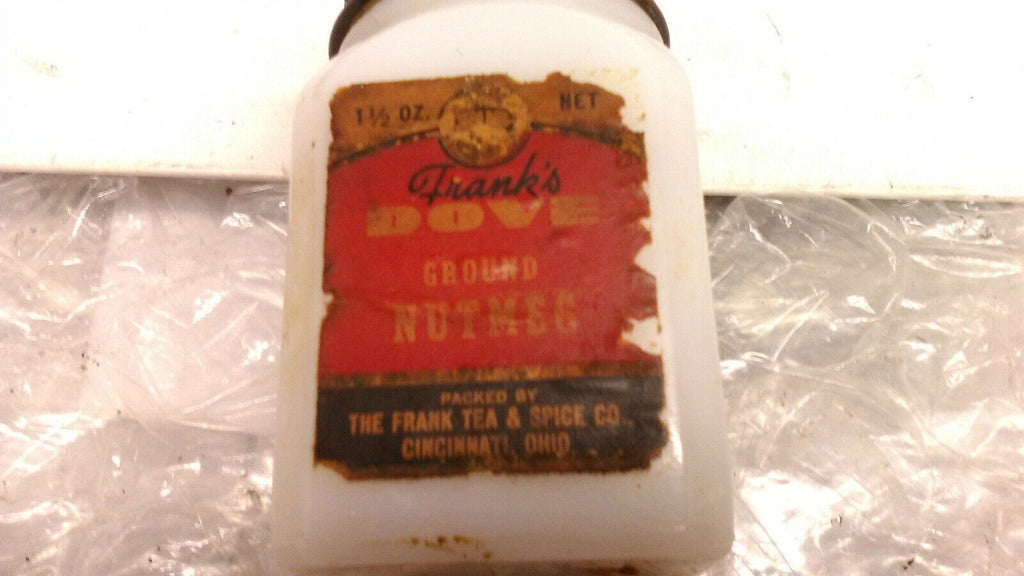 1½ OZ. NET
Frank's
DOVE
GROUND
NUTMEG
PACKED BY
THE FRANK TEA & SPICE CO.
CINCINNATI, OHIO